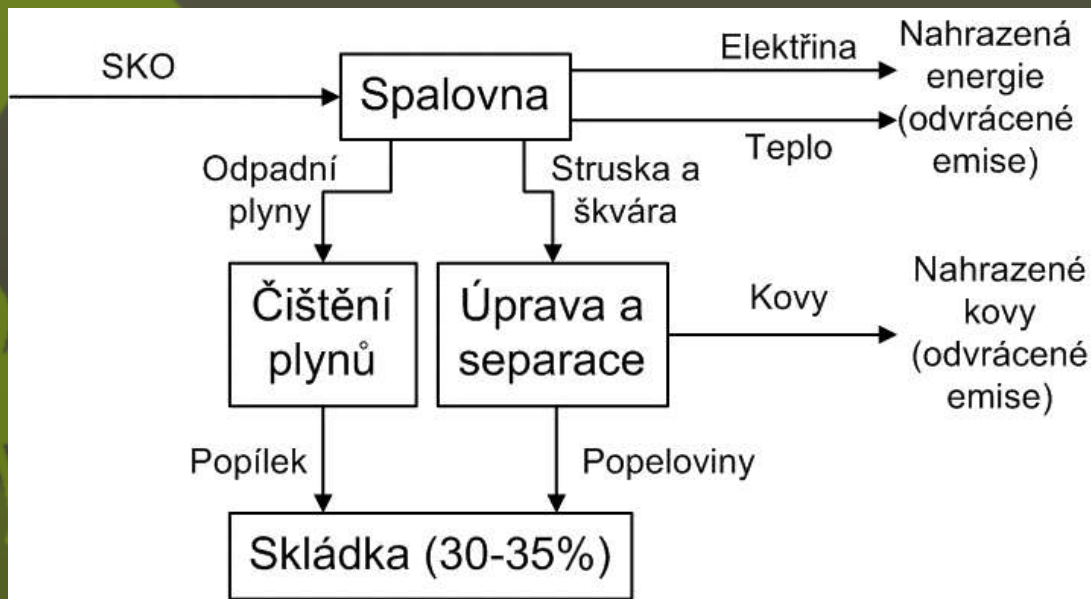 SKO
Spalovna
Elektřina
Teplo
Nahrazená
energie
(odvrácené
emise)
Odpadní
plyny
Struska a
škvára
Čištění
plynů
Úprava a
separace
Kovy
Nahrazené
kovy
(odvrácené
emise)
Popílek
Popeloviny
Skládka (30-35%)